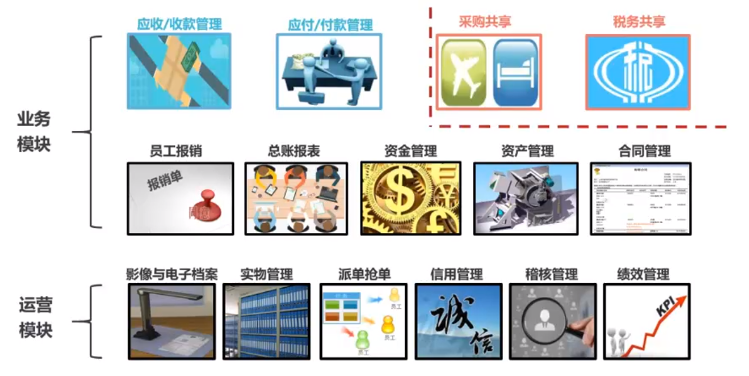 应收/收款管理
应付/付款管理
采购共享
税务共享
税
业务
模块
员工报销
总账报表
资金管理
资产管理
合同管理
报销单
运营
模块
影像与电子档案
实物管理
派单抢单
信用管理
稽核管理
绩效管理
员工
员工
员工
诚信
KPI